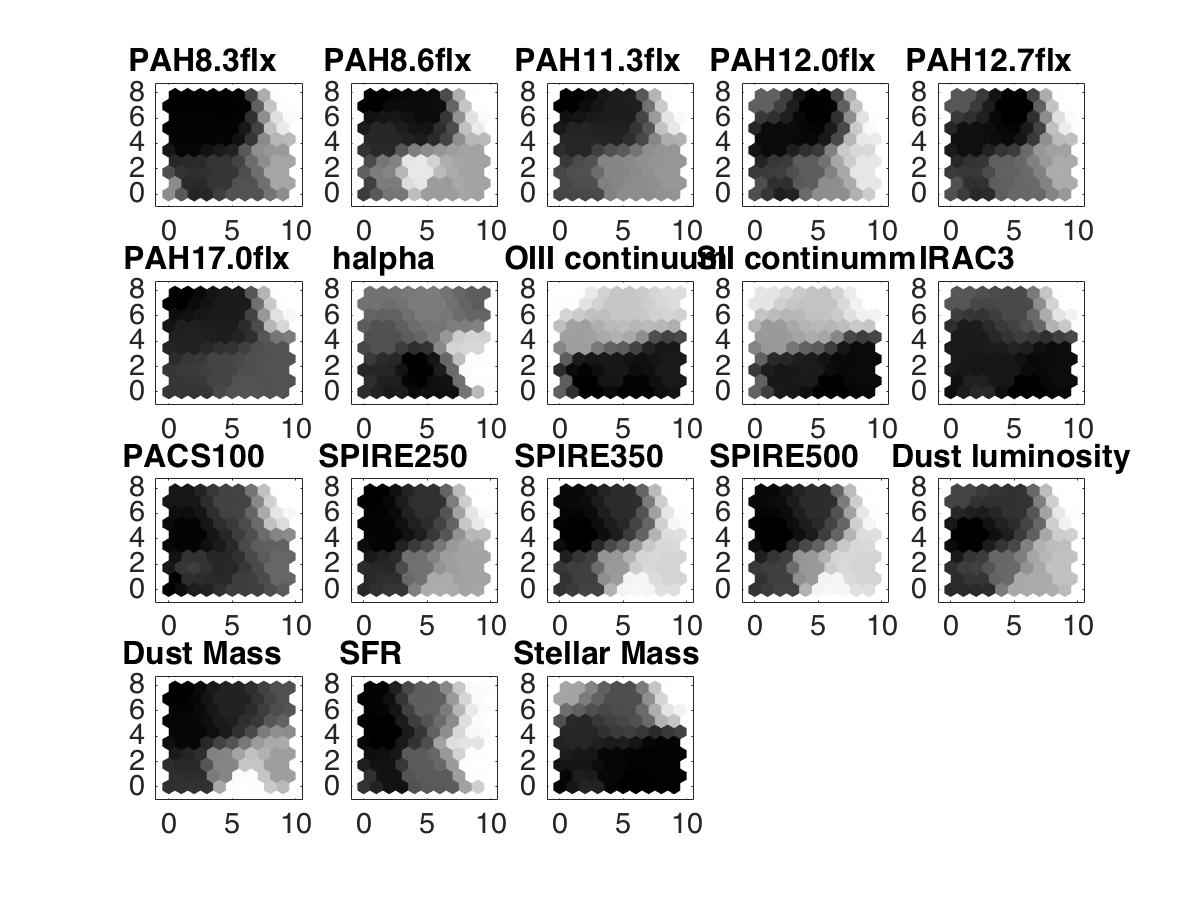 PAH8.3flx PAH8.6flx PAH11.3flx PAH12.0flx PAH12.7flx
8 8 8 8 8
6 6 6 6 6
4 4 4 4 4
2 2 2 2 2
0 0 0 0 0
0 5 10 0 5 10 0 5 10 0 5 10 0 5 10
PAH17.0flx halpha OIII continuum SII continumm IRAC3
8 8 8 8 8
6 6 6 6 6
4 4 4 4 4
2 2 2 2 2
0 0 0 0 0
0 5 10 0 5 10 0 5 10 0 5 10 0 5 10
PACS100 SPIRE250 SPIRE350 SPIRE500 Dust luminosity
8 8 8 8 8
6 6 6 6 6
4 4 4 4 4
2 2 2 2 2
0 0 0 0 0
0 5 10 0 5 10 0 5 10 0 5 10 0 5 10
Dust Mass SFR Stellar Mass
8 8 8
6 6 6
4 4 4
2 2 2
0 0 0
0 5 10 0 5 10 0 5 10